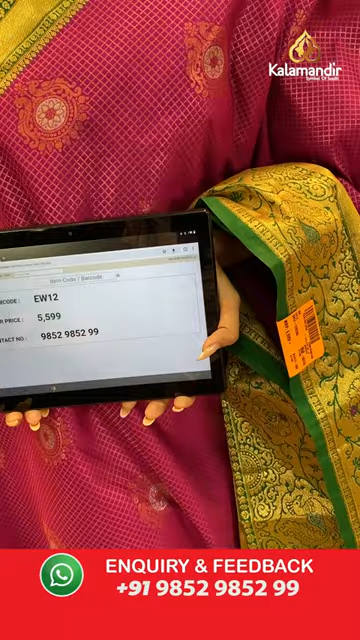 Kalamandir
Item Code / Barcode
EW12
PRICE : 5,599
CONTACT NO : 9852 9852 99
ENQUIRY & FEEDBACK
+91 9852 9852 99